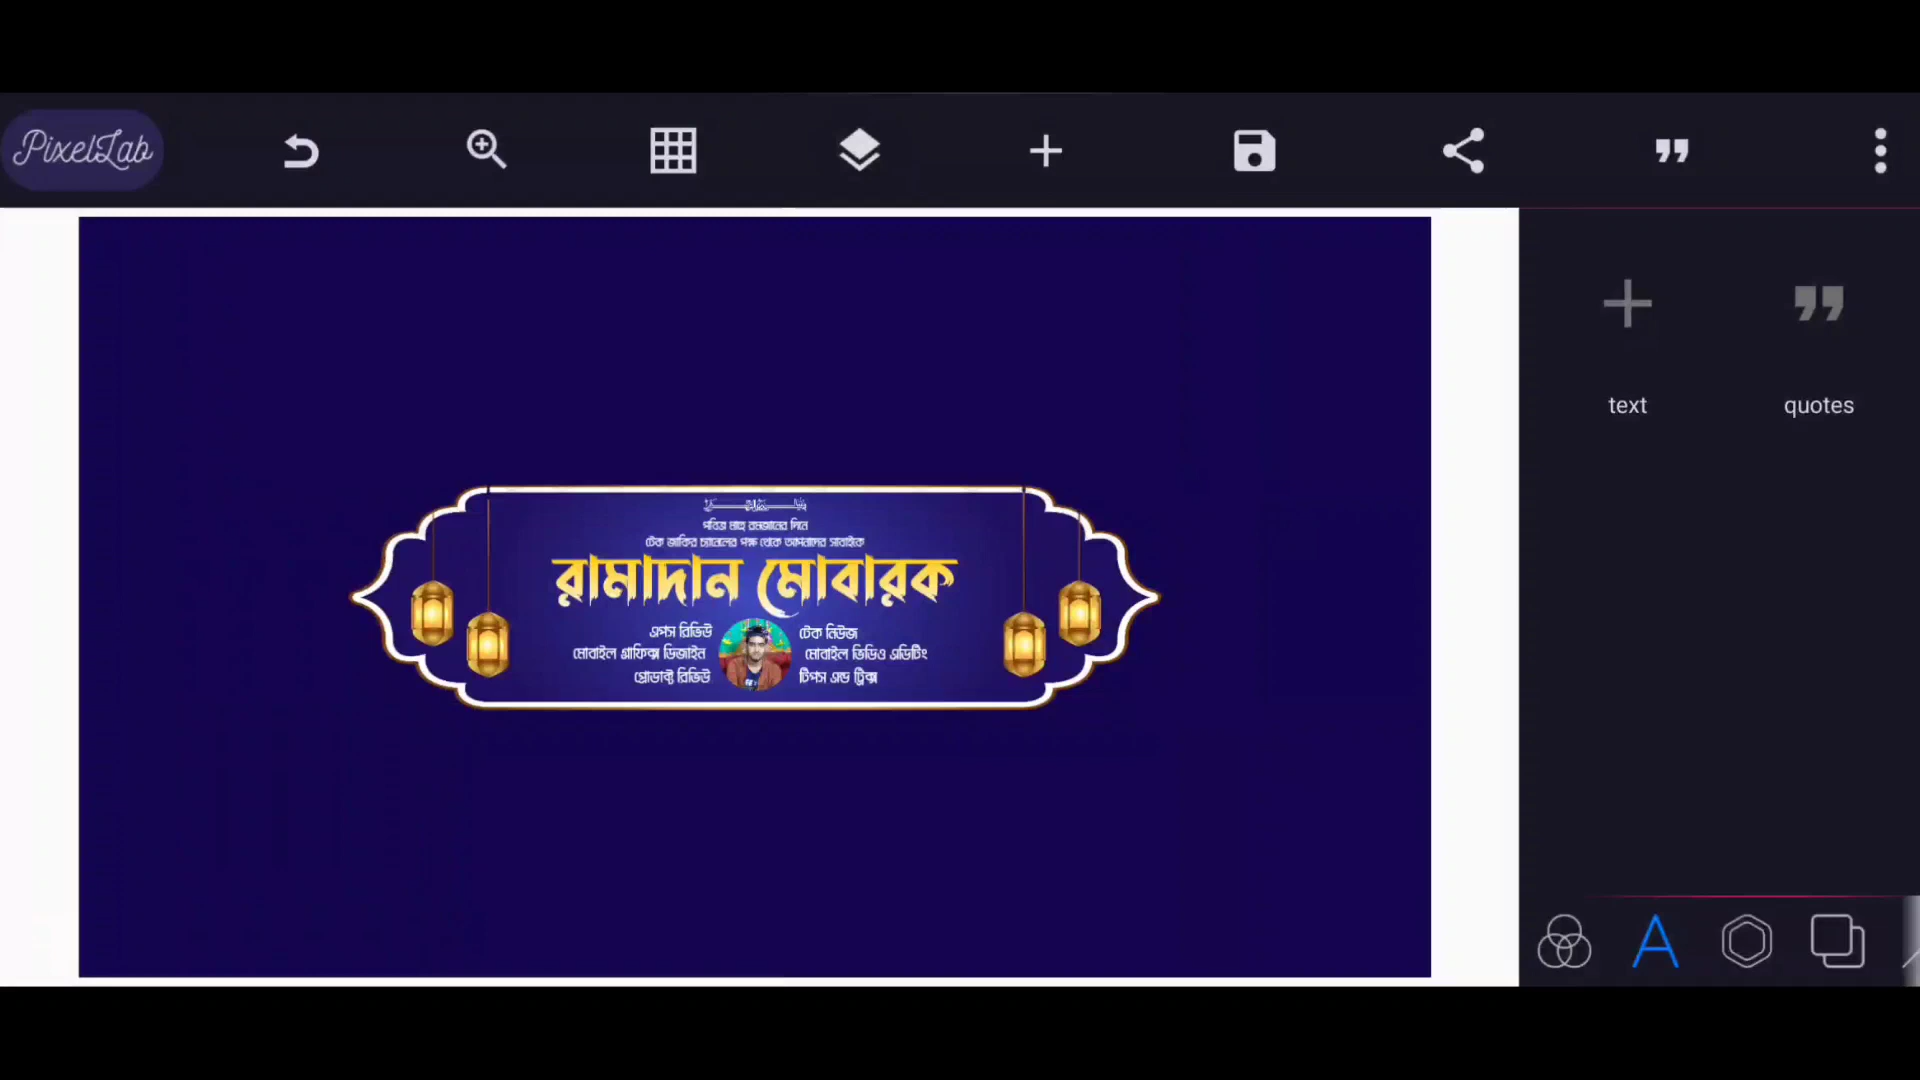 PixelLab
text
quotes
পবিত্র মাহে রমজানের দিনে
টেক জাকির চ্যানেলের পক্ষ থেকে আপনাদের সবাইকে
রামাদান মোবারক
এপস রিভিউ
টেক নিউজ
মোবাইল গ্রাফিক্স ডিজাইন
মোবাইল ভিডিও এডিটিং
প্রোডাক্ট রিভিউ
টিপস এন্ড ট্রিক্স